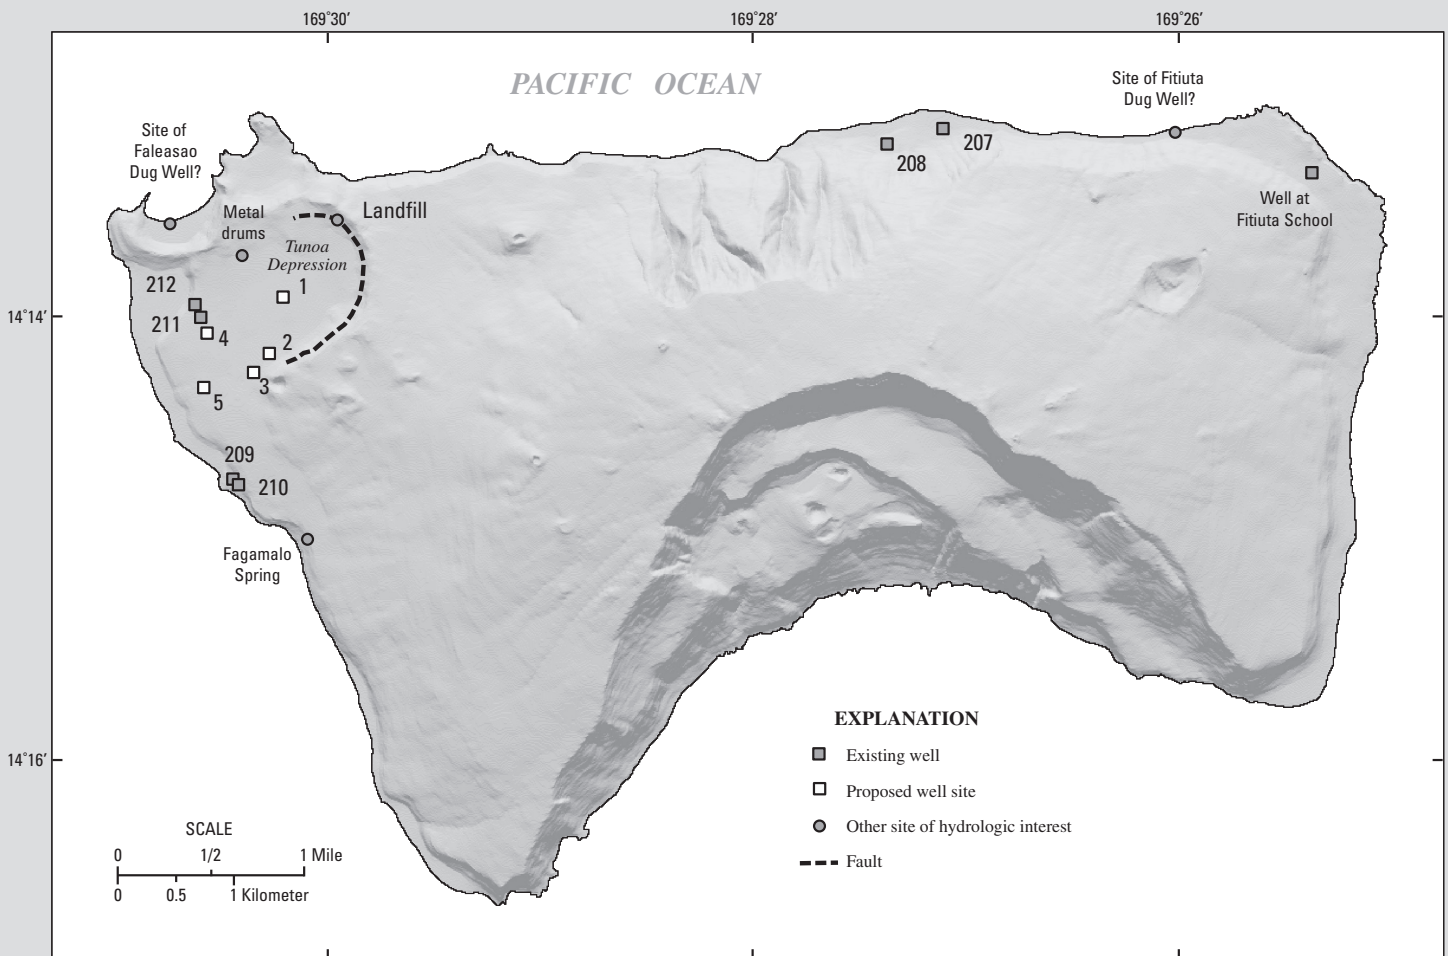 169˚30′
169˚28′
169˚26′
PACIFIC OCEAN
Site of Fitiuta
Dug Well?
Site of
Faleasao
Dug Well?
207
208
Well at
Fitiuta School
Metal
drums
Landfill
Tunoa
Depression
212
1
14˚14′
211
4
2
3
5
209
210
Fagamalo
Spring
14˚16′
EXPLANATION
Existing well
Proposed well site
Other site of hydrologic interest
Fault
SCALE
0 1/2 1 Mile
0 0.5 1 Kilometer